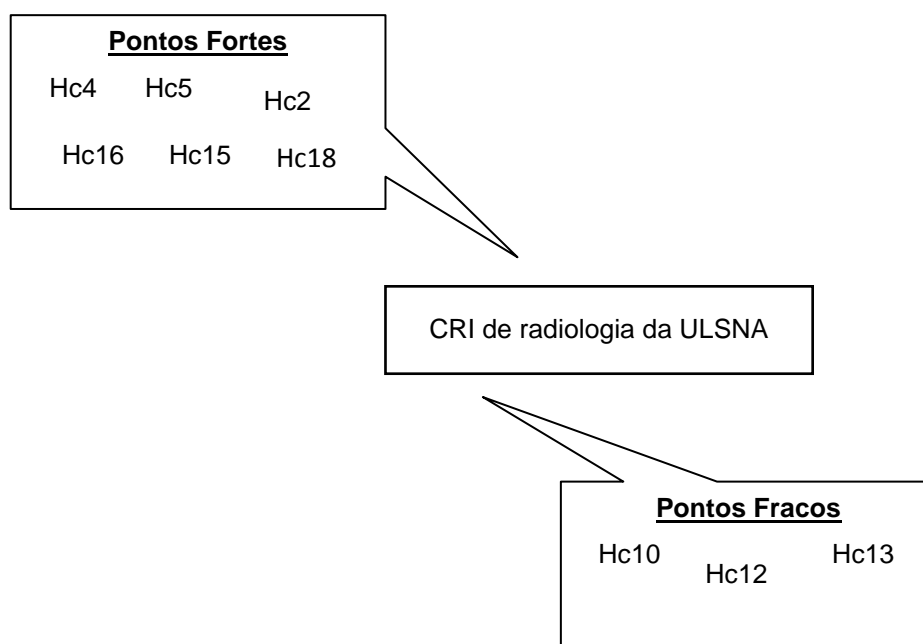 Pontos Fortes
Hc4 Hc5 Hc2
Hc16 Hc15 Hc18
CRI de radiologia da ULSNA
Pontos Fracos
Hc10 Hc12 Hc13